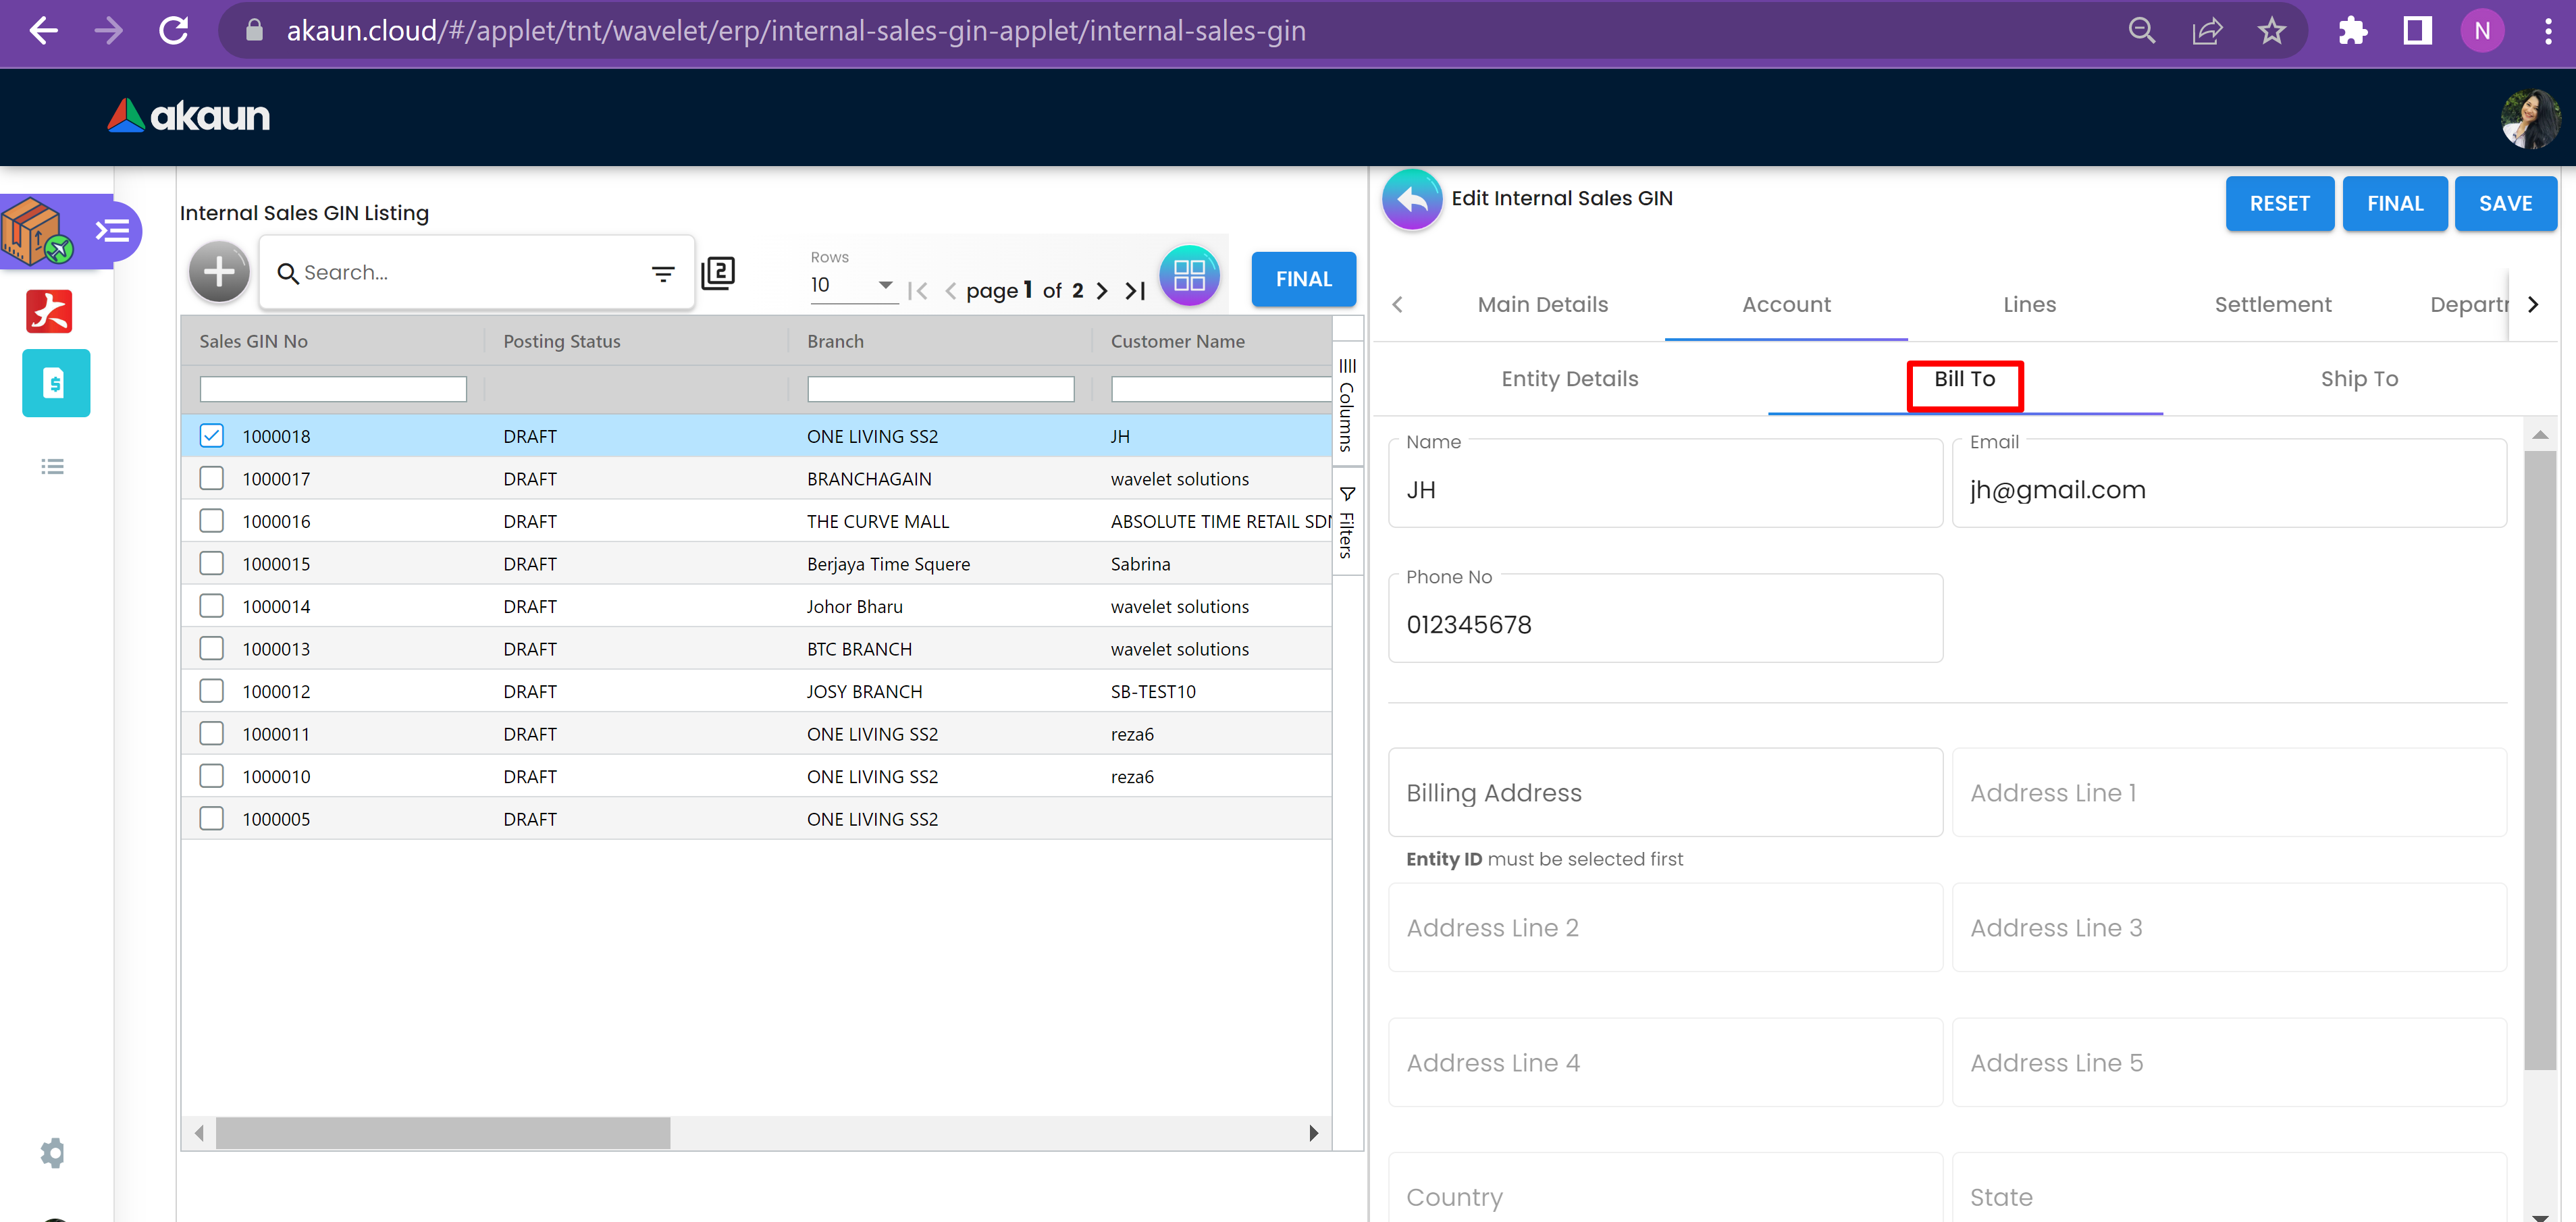 akaun.cloud/#/applet/tnt/wavelet/erp/internal-sales-gin-applet/internal-sales-gin
N
akaun
Internal Sales GIN Listing
Search...
2
Rows
10
page 1 of 2
FINAL
Sales GIN No Posting Status Branch Customer Name
1000018 DRAFT ONE LIVING SS2 JH
1000017 DRAFT BRANCHAGAIN wavelet solutions
1000016 DRAFT THE CURVE MALL ABSOLUTE TIME RETAIL SDN
1000015 DRAFT Berjaya Time Squere Sabrina
1000014 DRAFT Johor Bharu wavelet solutions
1000013 DRAFT BTC BRANCH wavelet solutions
1000012 DRAFT JOSY BRANCH SB-TEST10
1000011 DRAFT ONE LIVING SS2 reza6
1000010 DRAFT ONE LIVING SS2 reza6
1000005 DRAFT ONE LIVING SS2
Columns
Filters
Edit Internal Sales GIN
RESET FINAL SAVE
Main Details Account Lines Settlement Departr
Entity Details Bill To Ship To
Name
JH
Email
jh@gmail.com
Phone No
012345678
Billing Address
Address Line 1
Entity ID must be selected first
Address Line 2
Address Line 3
Address Line 4
Address Line 5
Country
State